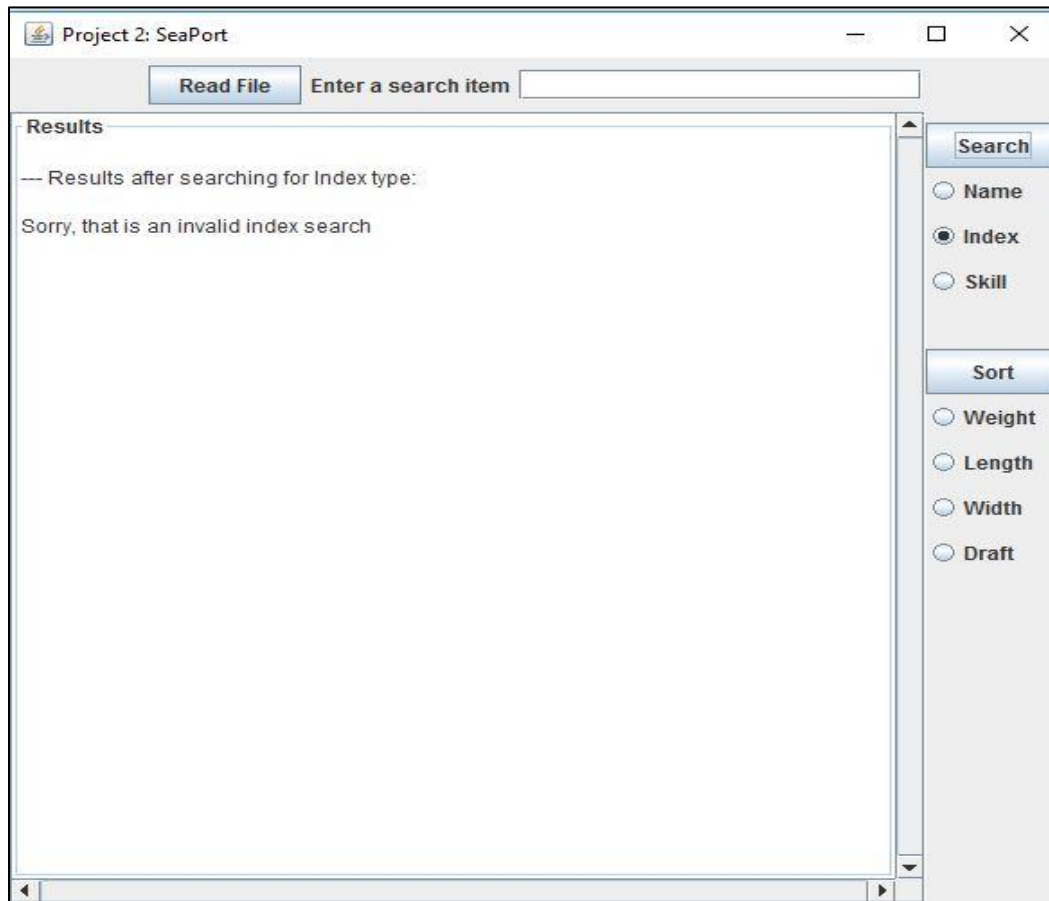 Project 2: SeaPort
Read File Enter a search item
Results
--- Results after searching for Index type:
Sorry, that is an invalid index search
Search
Name
Index
Skill
Sort
Weight
Length
Width
Draft